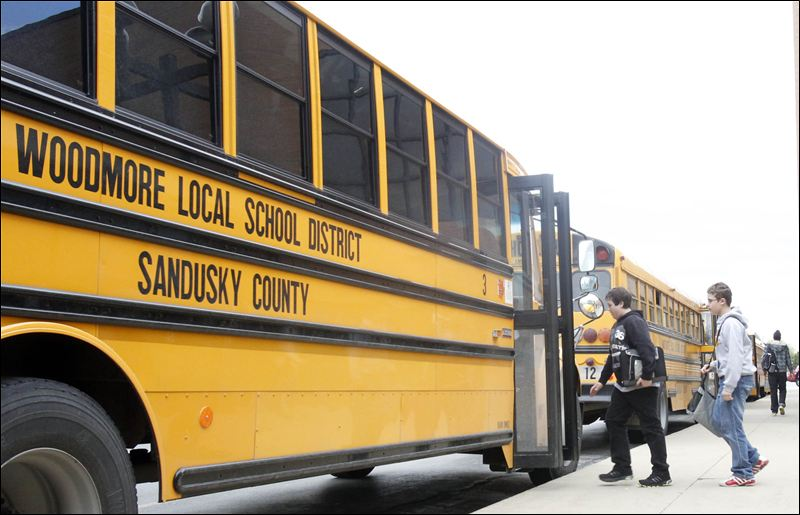 WOODMORE LOCAL SCHOOL DISTRICT
SANDUSKY COUNTY
3
12